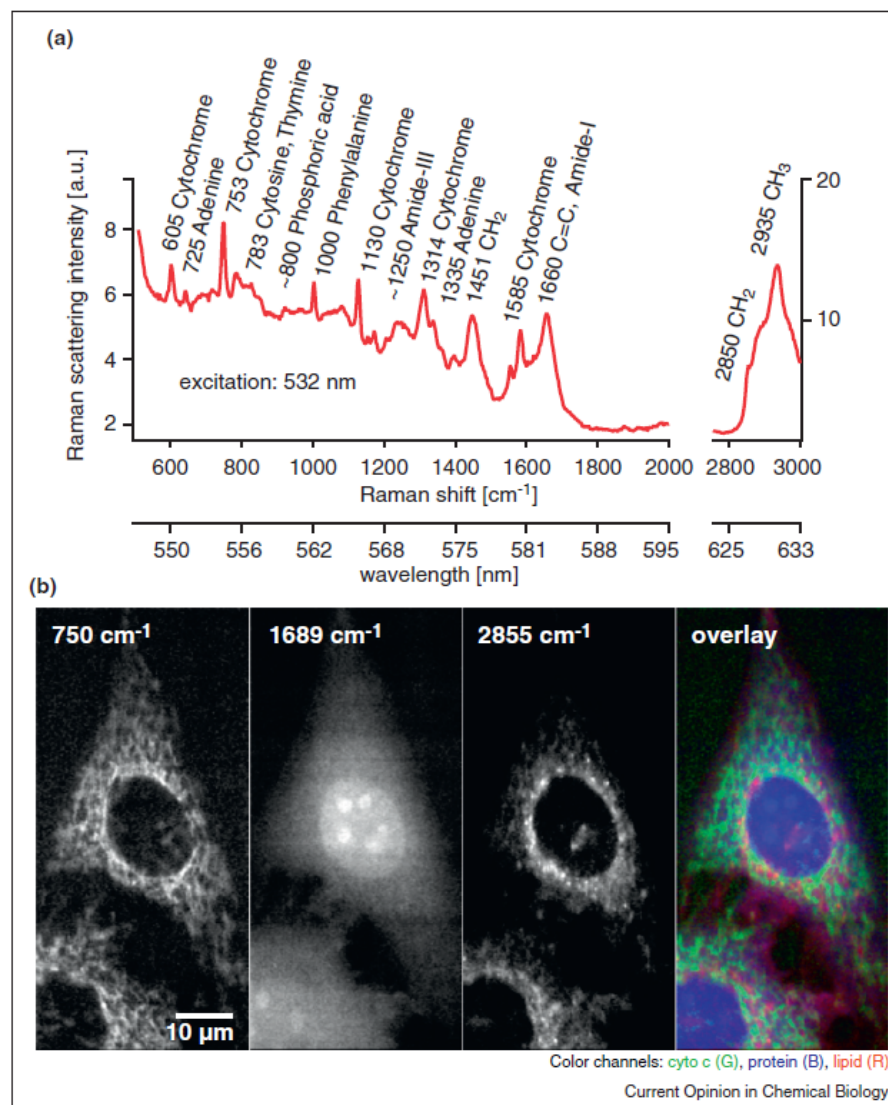 (a)
Raman scattering intensity [a.u.]
605 Cytochrome
725 Adenine
753 Cytochrome
783 Cytosine, Thymine
~800 Phosphoric acid
1000 Phenylalanine
1130 Cytochrome
~1250 Amide-III
1314 Cytochrome
1335 Adenine
1451 CH₂
1585 Cytochrome
1660 C=C, Amide-I
2850 CH₂
2935 CH₃
8
6
4
2
20
10
excitation: 532 nm
600 800 1000 1200 1400 1600 1800 2000 2800 3000
Raman shift [cm⁻¹]
550 556 562 568 575 581 588 595 625 633
wavelength [nm]
(b)
750 cm⁻¹ 1689 cm⁻¹ 2855 cm⁻¹ overlay
10 µm
Color channels: cyto c (G), protein (B), lipid (R)
Current Opinion in Chemical Biology